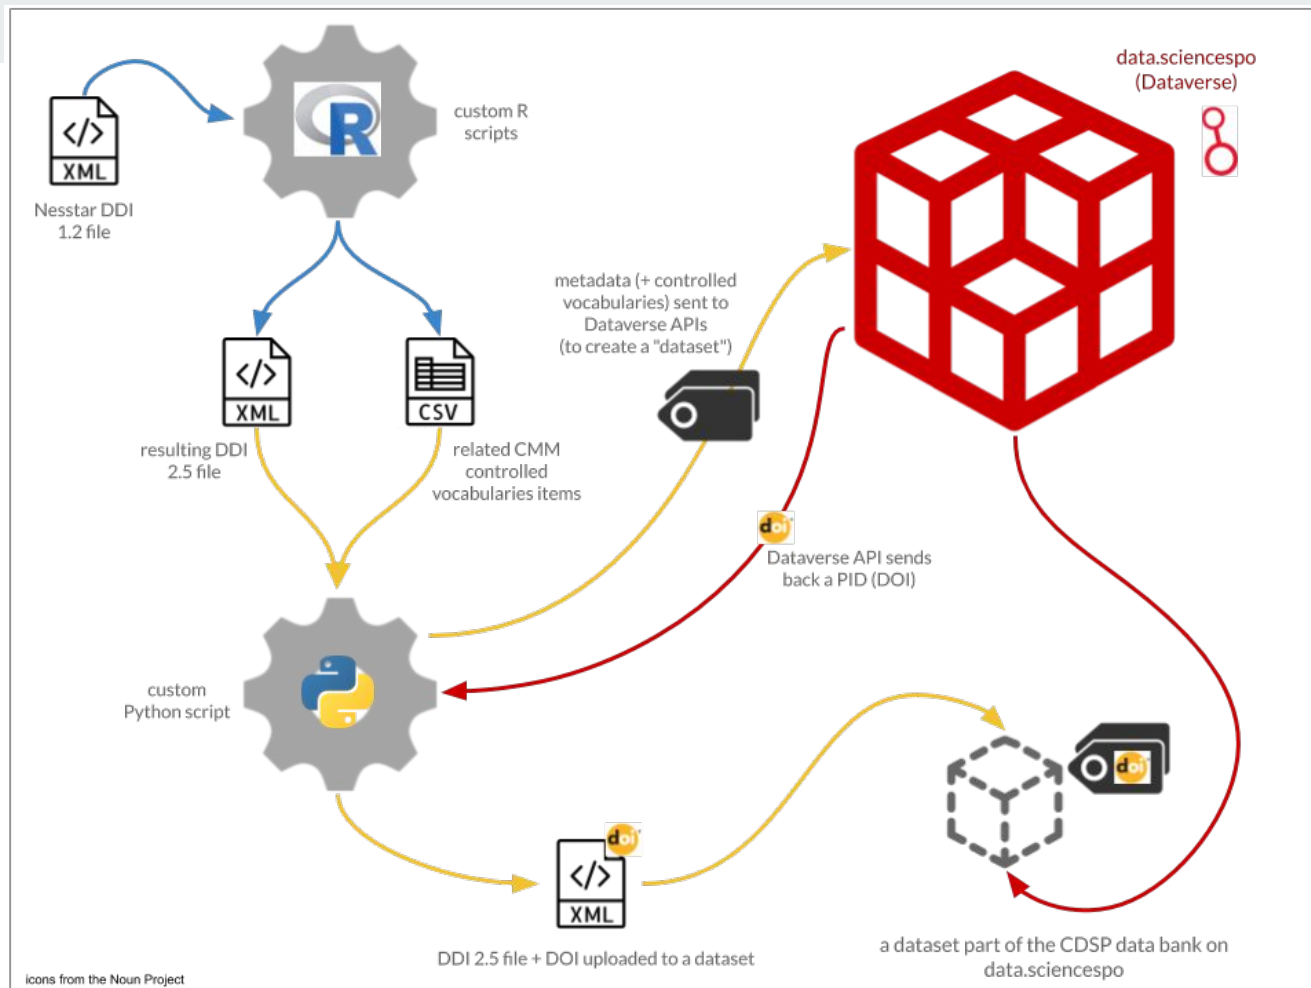 data.sciencespo
(Dataverse)
R
custom R
scripts
</>
XML
Nesstar DDI
1.2 file
metadata (+ controlled
vocabularies) sent to
Dataverse APIs
(to create a "dataset")
</>
XML
CSV
resulting DDI
2.5 file
related CMM
controlled
vocabularies items
doi
Dataverse API sends
back a PID (DOI)
custom
Python script
doi
doi
</>
XML
DDI 2.5 file + DOI uploaded to a dataset
a dataset part of the CDSP data bank on
data.sciencespo
icons from the Noun Project